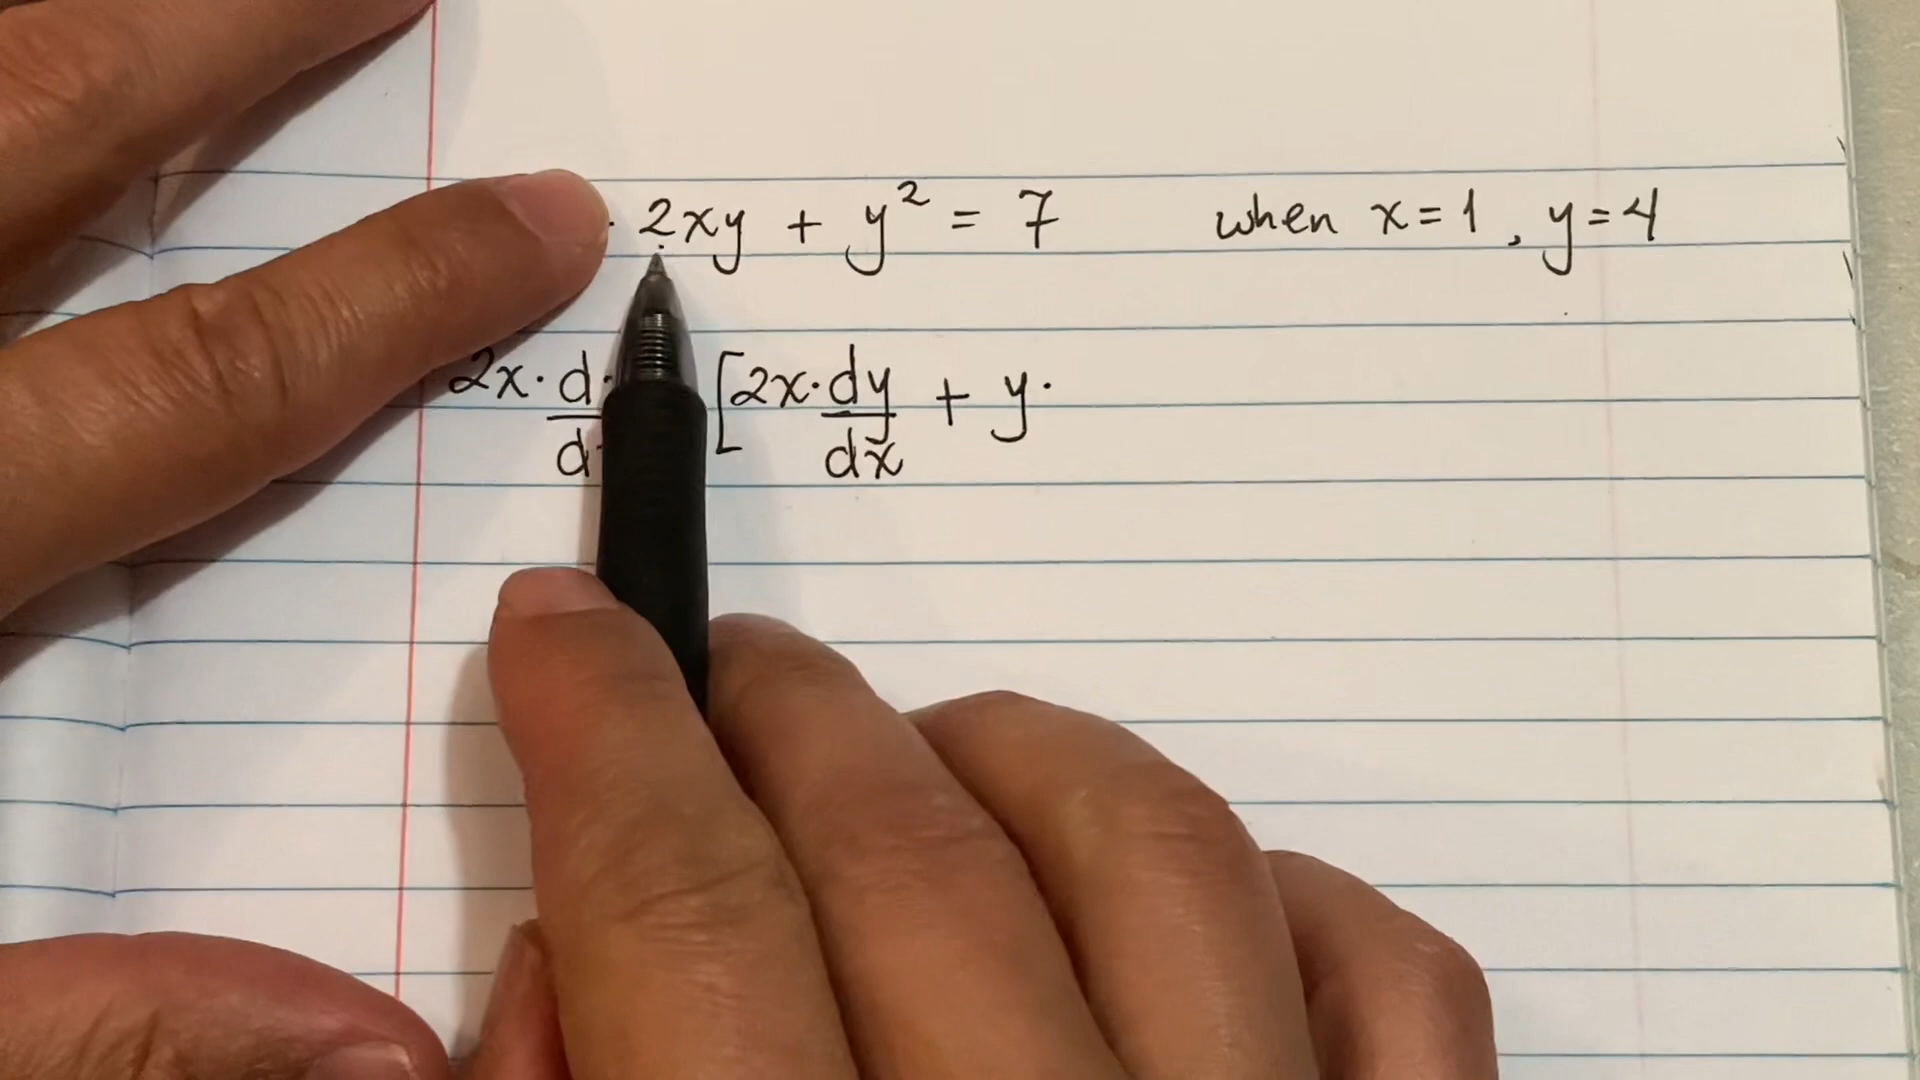 2xy + y² = 7 when x=1, y=4
2x· d [2x·dy/dx + y·